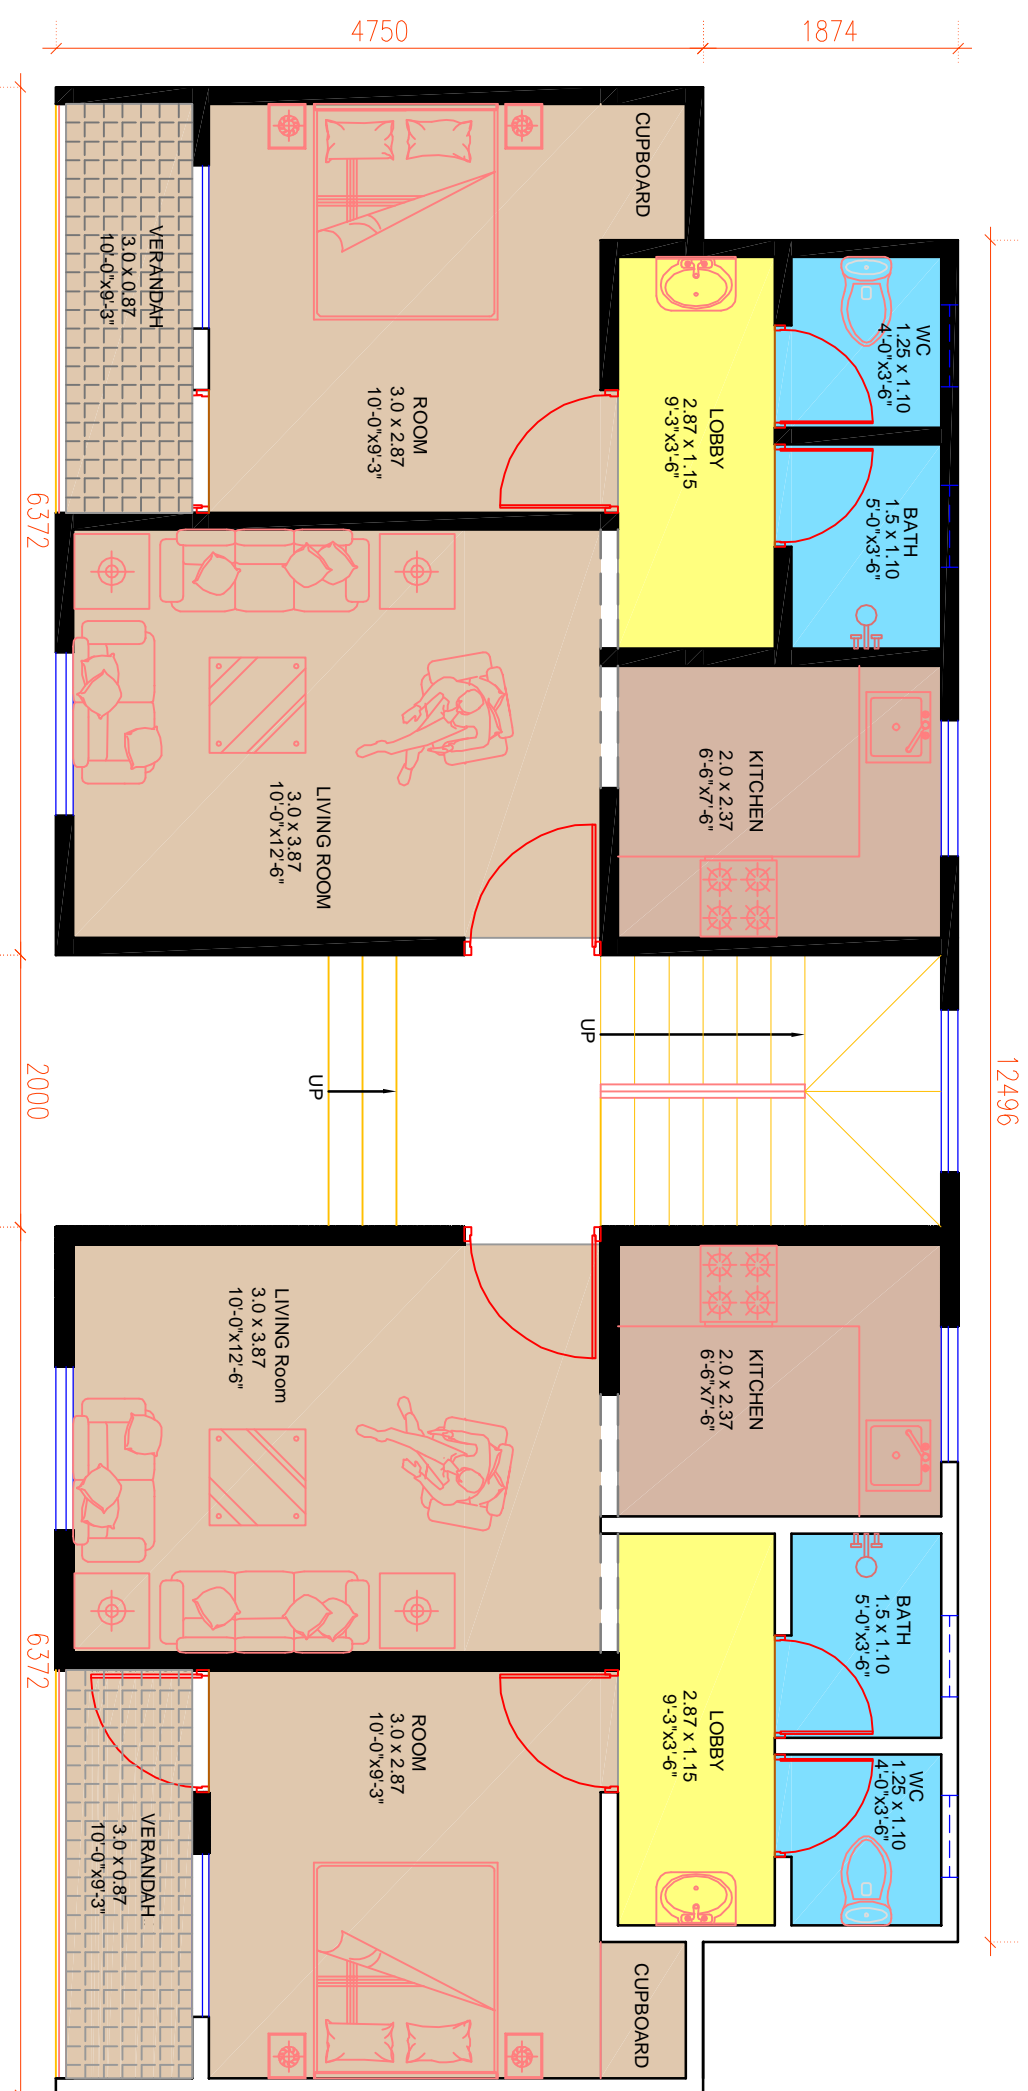 4750
1874
CUPBOARD
VERANDAH
3.0 x 0.87
10'-0"x9'-3"
ROOM
3.0 x 2.87
10'-0"x9'-3"
LOBBY
2.87 x 1.15
9'-3"x3'-6"
WC
1.25 x 1.10
4'-0"x3'-6"
BATH
1.5 x 1.10
5'-0"x3'-6"
6372
LIVING ROOM
3.0 x 3.87
10'-0"x12'-6"
KITCHEN
2.0 x 2.37
6'-6"x7'-6"
UP
UP
2000
12496
LIVING Room
3.0 x 3.87
10'-0"x12'-6"
KITCHEN
2.0 x 2.37
6'-6"x7'-6"
BATH
1.5 x 1.10
5'-0"x3'-6"
6372
LOBBY
2.87 x 1.15
9'-3"x3'-6"
WC
1.25 x 1.10
4'-0"x3'-6"
ROOM
3.0 x 2.87
10'-0"x9'-3"
VERANDAH
3.0 x 0.87
10'-0"x9'-3"
CUPBOARD